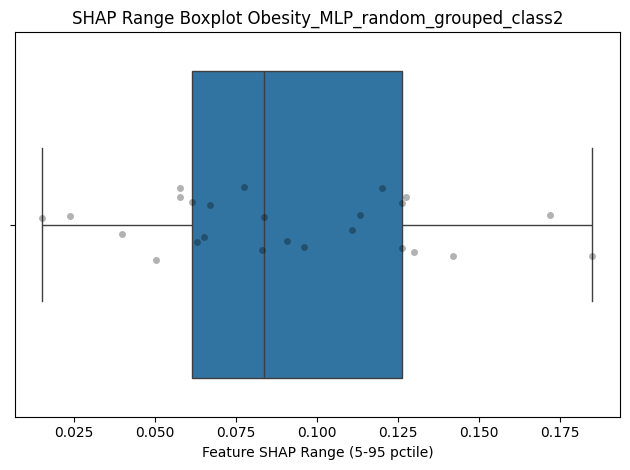 SHAP Range Boxplot Obesity_MLP_random_grouped_class2
0.025 0.050 0.075 0.100 0.125 0.150 0.175
Feature SHAP Range (5-95 pctile)